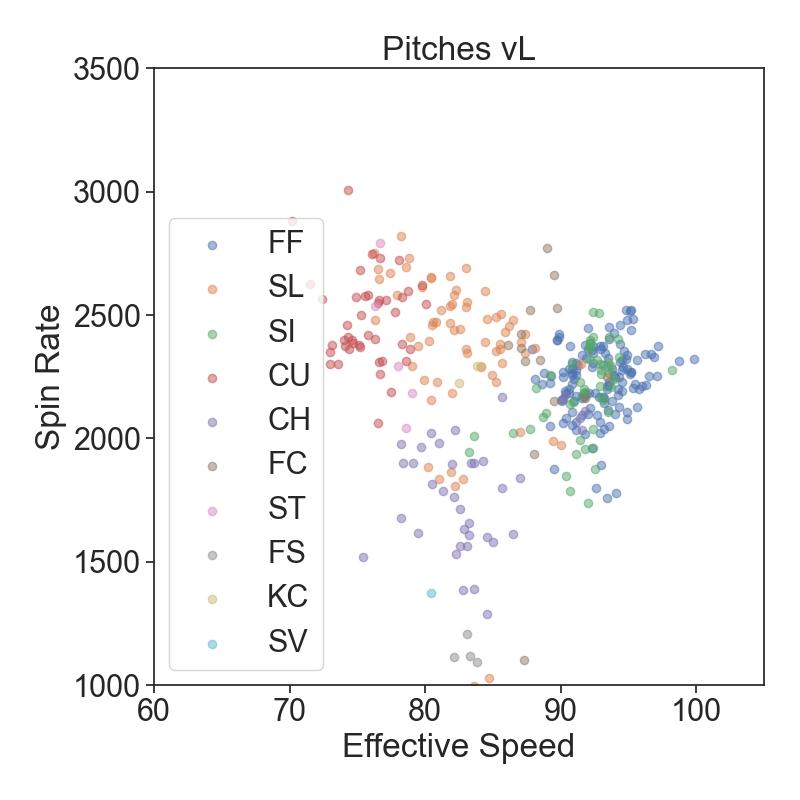 Pitches vL
3500
3000
2500
2000
1500
1000
Spin Rate
FF
SL
SI
CU
CH
FC
ST
FS
KC
SV
60 70 80 90 100
Effective Speed